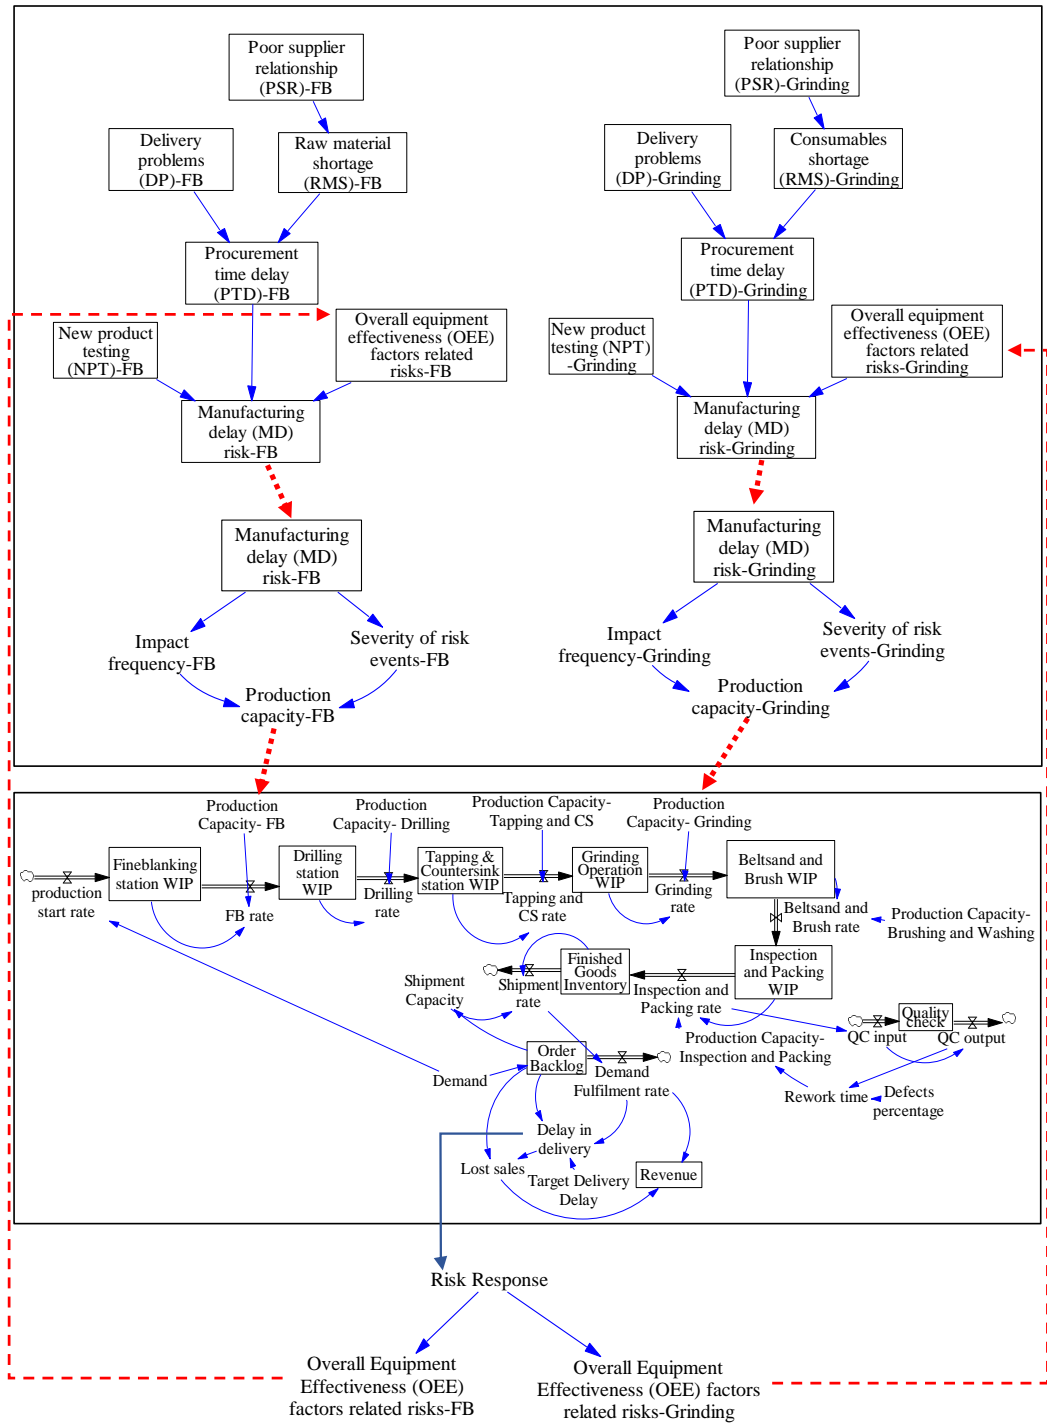 Poor supplier
relationship
(PSR)-FB
Poor supplier
relationship
(PSR)-Grinding
Delivery
problems
(DP)-FB
Raw material
shortage
(RMS)-FB
Delivery
problems
(DP)-Grinding
Consumables
shortage
(RMS)-Grinding
Procurement
time delay
(PTD)-FB
Procurement
time delay
(PTD)-Grinding
New product
testing
(NPT)-FB
Overall equipment
effectiveness (OEE)
factors related
risks-FB
New product
testing (NPT)
-Grinding
Overall equipment
effectiveness (OEE)
factors related
risks-Grinding
Manufacturing
delay (MD)
risk-FB
Manufacturing
delay (MD)
risk-Grinding
Manufacturing
delay (MD)
risk-FB
Manufacturing
delay (MD)
risk-Grinding
Impact
frequency-FB
Severity of risk
events-FB
Impact
frequency-Grinding
Severity of risk
events-Grinding
Production
capacity-FB
Production
capacity-Grinding
Production
Capacity- FB
Production
Capacity- Drilling
Production Capacity-
Tapping and CS
Production
Capacity- Grinding
Fineblanking
station WIP
Drilling
station
WIP
Tapping &
Countersink
station WIP
Grinding
Operation
WIP
Beltsand and
Brush WIP
production
start rate
FB rate
Drilling
rate
Tapping and
CS rate
Grinding
rate
Beltsand and
Brush rate
Production Capacity-
Brushing and Washing
Shipment
Capacity
Shipment
rate
Finished
Goods
Inventory
Inspection and
Packing rate
Inspection
and Packing
WIP
Quality
check
QC input
QC output
Production Capacity-
Inspection and Packing
Order
Backlog
Demand
Demand
Fulfilment rate
Rework time
Defects
percentage
Delay in
delivery
Lost sales
Target Delivery
Delay
Revenue
Risk Response
Overall Equipment
Effectiveness (OEE)
factors related risks-FB
Overall Equipment
Effectiveness (OEE) factors
related risks-Grinding